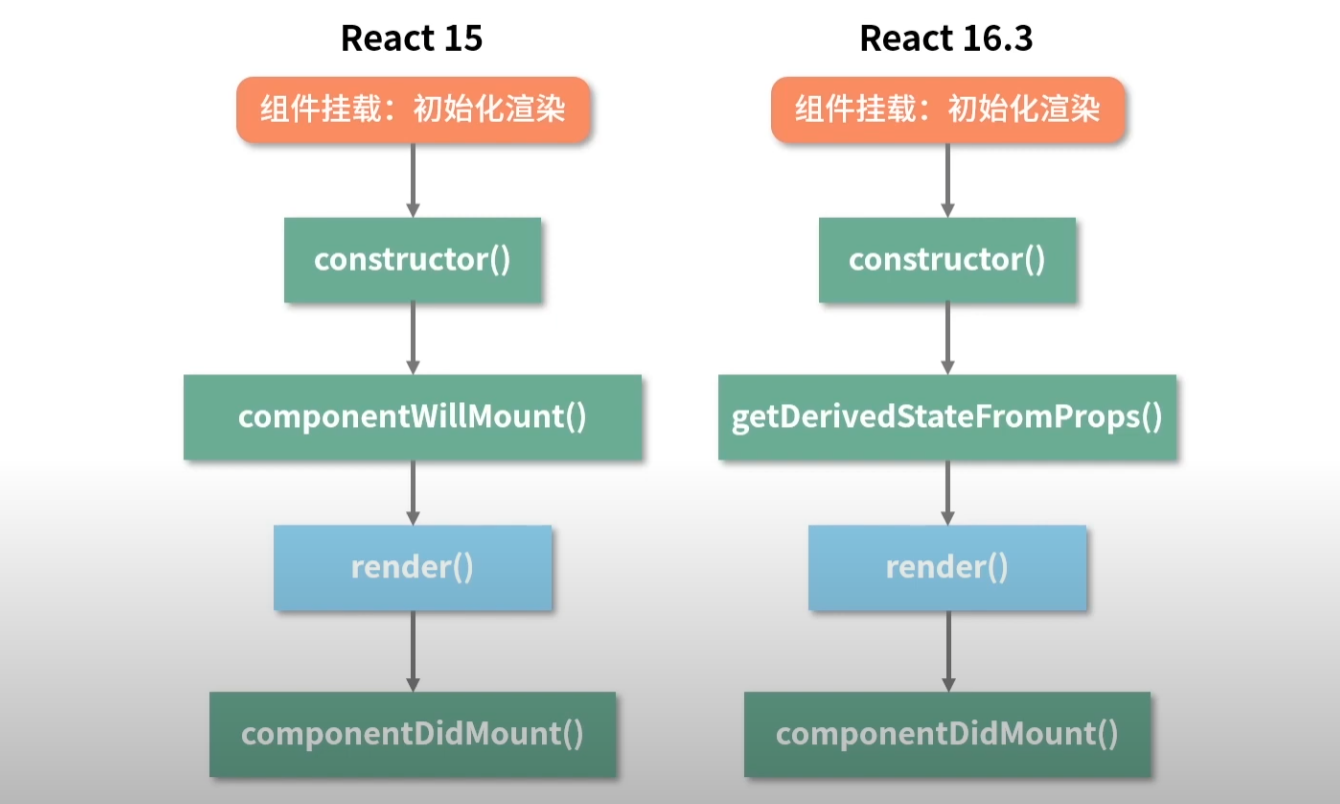 React 15
组件挂载：初始化渲染
constructor()
componentWillMount()
render()
componentDidMount()
React 16.3
组件挂载：初始化渲染
constructor()
getDerivedStateFromProps()
render()
componentDidMount()